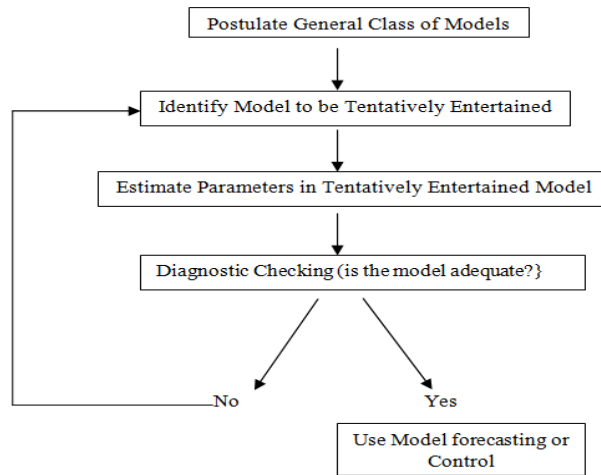 Postulate General Class of Models
Identify Model to be Tentatively Entertained
Estimate Parameters in Tentatively Entertained Model
Diagnostic Checking (is the model adequate?}
No
Yes
Use Model forecasting or
Control